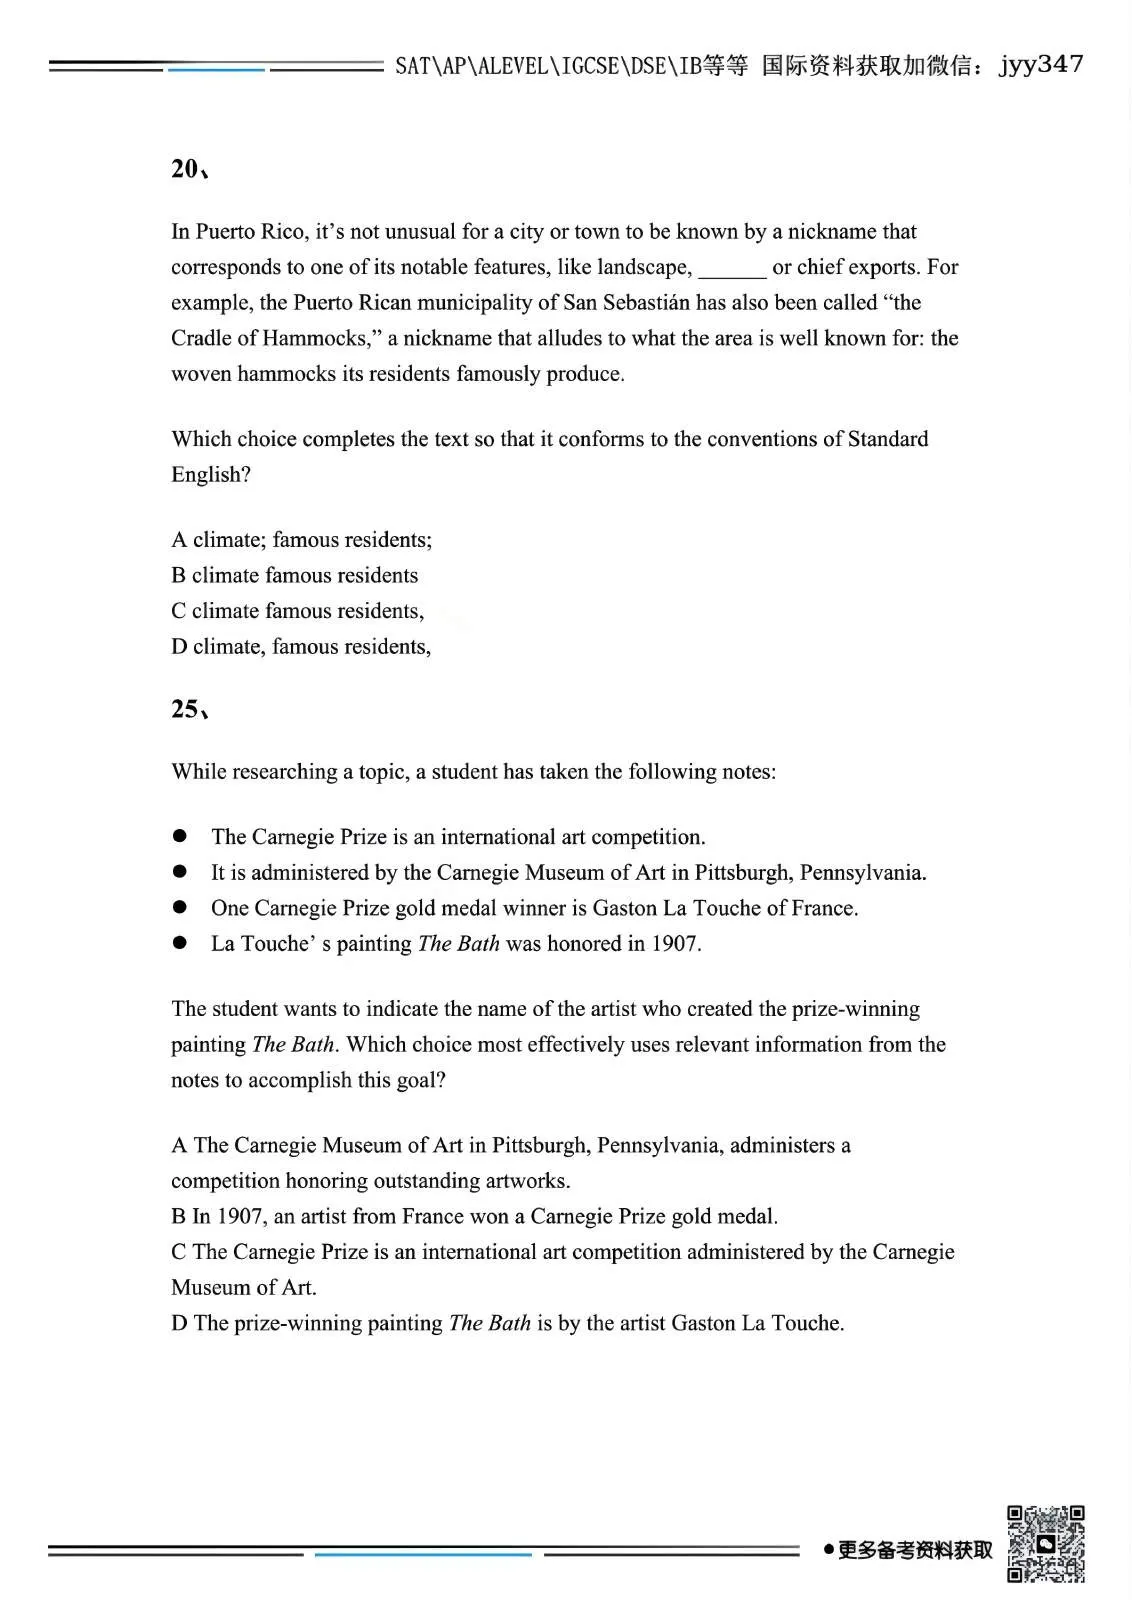 SAT\AP\ALEVEL\IGCSE\DSE\IB等等 国际资料获取加微信：jyy347
20、
In Puerto Rico, it’s not unusual for a city or town to be known by a nickname that
corresponds to one of its notable features, like landscape, ______ or chief exports. For
example, the Puerto Rican municipality of San Sebastián has also been called “the
Cradle of Hammocks,” a nickname that alludes to what the area is well known for: the
woven hammocks its residents famously produce.
Which choice completes the text so that it conforms to the conventions of Standard
English?
A climate; famous residents;
B climate famous residents
C climate famous residents,
D climate, famous residents,
25、
While researching a topic, a student has taken the following notes:
● The Carnegie Prize is an international art competition.
● It is administered by the Carnegie Museum of Art in Pittsburgh, Pennsylvania.
● One Carnegie Prize gold medal winner is Gaston La Touche of France.
● La Touche’ s painting The Bath was honored in 1907.
The student wants to indicate the name of the artist who created the prize-winning
painting The Bath. Which choice most effectively uses relevant information from the
notes to accomplish this goal?
A The Carnegie Museum of Art in Pittsburgh, Pennsylvania, administers a
competition honoring outstanding artworks.
B In 1907, an artist from France won a Carnegie Prize gold medal.
C The Carnegie Prize is an international art competition administered by the Carnegie
Museum of Art.
D The prize-winning painting The Bath is by the artist Gaston La Touche.
●更多备考资料获取